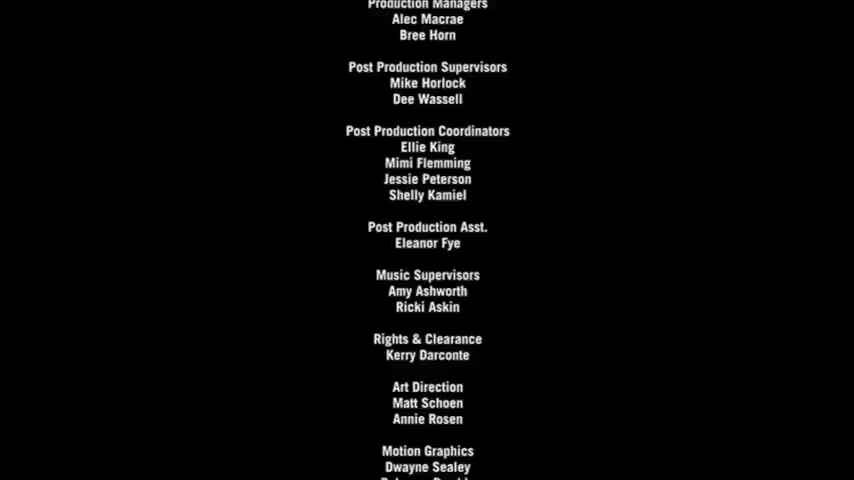 Production Managers
Alec Macrae
Bree Horn
Post Production Supervisors
Mike Horlock
Dee Wassell
Post Production Coordinators
Ellie King
Mimi Flemming
Jessie Peterson
Shelly Kamiel
Post Production Asst.
Eleanor Fye
Music Supervisors
Amy Ashworth
Ricki Askin
Rights & Clearance
Kerry Darconte
Art Direction
Matt Schoen
Annie Rosen
Motion Graphics
Dwayne Sealey